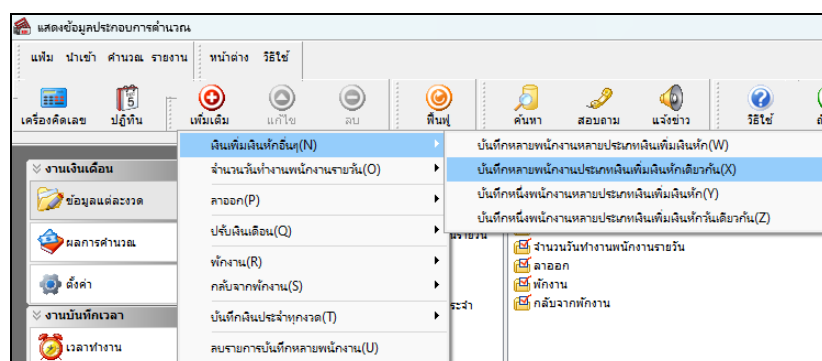 แสดงข้อมูลประกอบการคำนวณ
แฟ้ม นำเข้า คำนวณ รายงาน หน้าต่าง วิธีใช้
เครื่องคิดเลข ปฏิทิน เพิ่มเติม แก้ไข ลบ ฟื้นฟู ค้นหา สอบถาม แจ้งข่าว วิธีใช้
เงินเพิ่มเงินหักอื่นๆ(N)
จำนวนวันทำงานพนักงานรายวัน(O)
ลาออก(P)
ปรับเงินเดือน(Q)
พักงาน(R)
กลับจากพักงาน(S)
บันทึกเงินประจำทุกงวด(T)
ลบรายการบันทึกหลายพนักงาน(U)
บันทึกหลายพนักงานหลายประเภทเงินเพิ่มเงินหัก(W)
บันทึกหลายพนักงานประเภทเงินเพิ่มเงินหักเดียวกัน(X)
บันทึกหนึ่งพนักงานหลายประเภทเงินเพิ่มเงินหัก(Y)
บันทึกหนึ่งพนักงานหลายประเภทเงินเพิ่มเงินหักวันเดียวกัน(Z)
งานเงินเดือน
ข้อมูลแต่ละงวด
ผลการคำนวณ
ตั้งค่า
งานบันทึกเวลา
เวลาทำงาน
จำนวนวันทำงานพนักงานรายวัน
ลาออก
พักงาน
กลับจากพักงาน